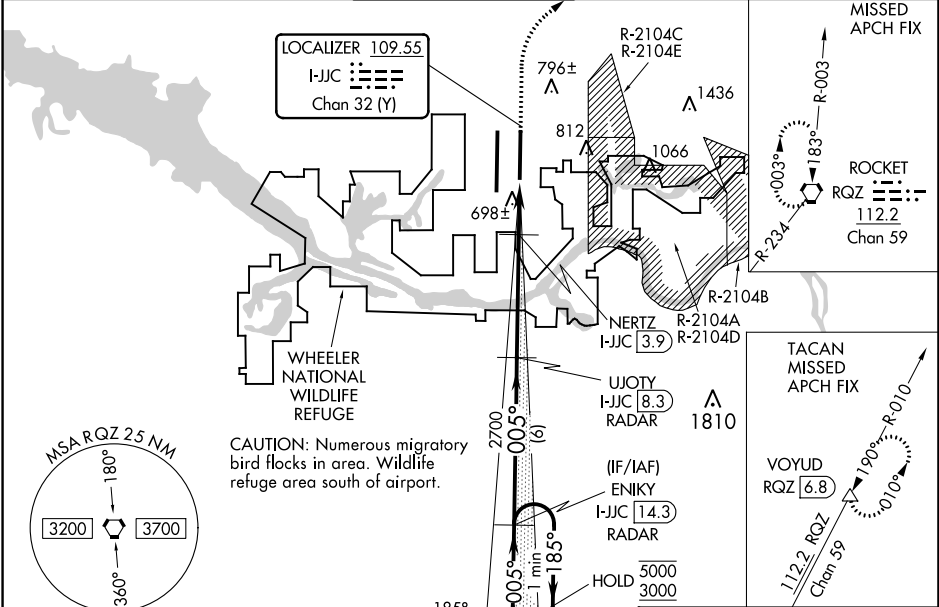 MISSED
APCH FIX
LOCALIZER 109.55
I-JJC
Chan 32 (Y)
R-2104C
R-2104E
796±
1436
812
1066
698±
R-003
183°
003°
ROCKET
RQZ
112.2
Chan 59
R-234
R-2104B
R-2104A
R-2104D
NERTZ
I-JJC 3.9
WHEELER
NATIONAL
WILDLIFE
REFUGE
UJOTY
I-JJC 8.3
RADAR
1810
2700
005°
(6)
CAUTION: Numerous migratory
bird flocks in area. Wildlife
refuge area south of airport.
(IF/IAF)
ENIKY
I-JJC 14.3
RADAR
HOLD 5000
3000
005°
1 min
185°
195°
MSA RQZ 25 NM
180°
3200
3700
360°
TACAN
MISSED
APCH FIX
R-010
190°
010°
VOYUD
RQZ 6.8
112.2 RQZ
Chan 59